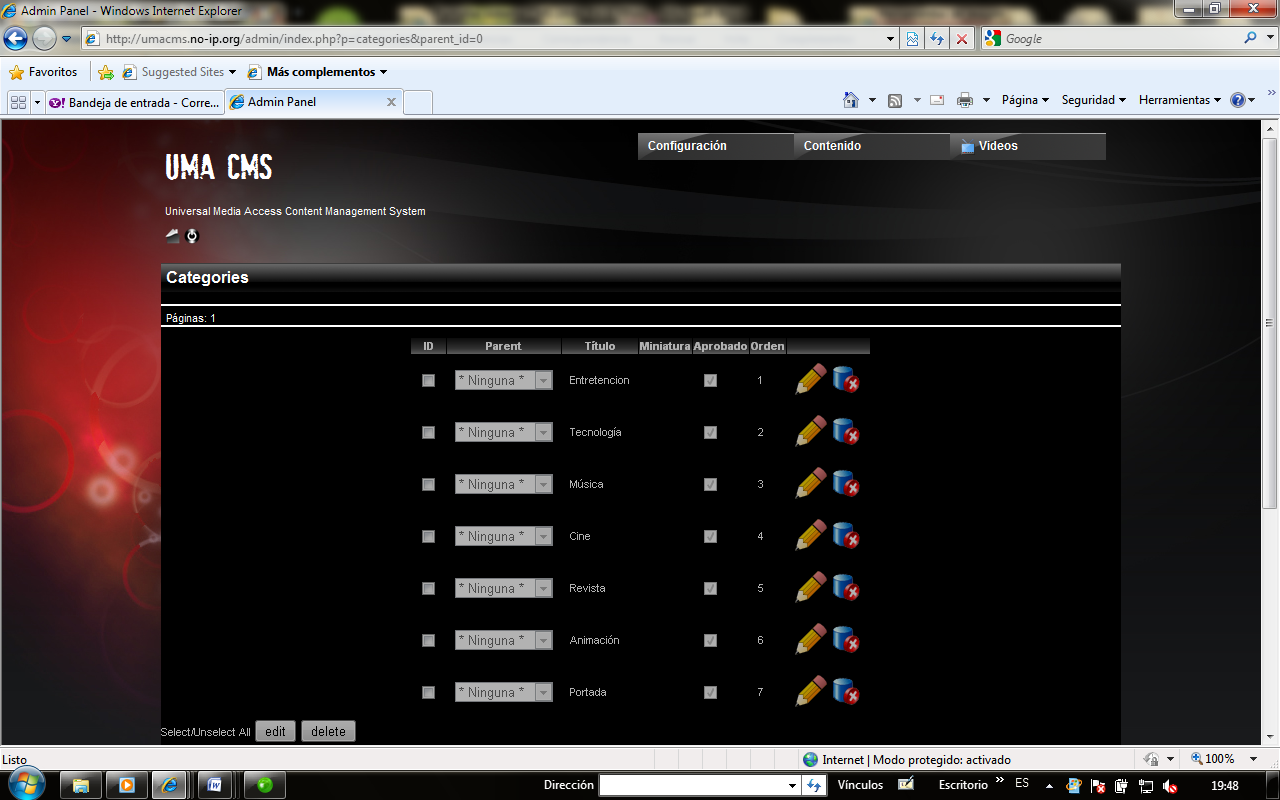 Admin Panel - Windows Internet Explorer
http://umacms.no-ip.org/admin/index.php?p=categories&parent_id=0
Google
Favoritos
Suggested Sites
Más complementos
Bandeja de entrada - Corre...
Admin Panel
Página
Seguridad
Herramientas
Configuración
Contenido
Videos
UMA CMS
Universal Media Access Content Management System
Categories
Páginas: 1
ID Parent Título Miniatura Aprobado Orden
* Ninguna * Entretencion 1
* Ninguna * Tecnología 2
* Ninguna * Música 3
* Ninguna * Cine 4
* Ninguna * Revista 5
* Ninguna * Animación 6
* Ninguna * Portada 7
Select/Unselect All edit delete
Listo
Internet | Modo protegido: activado
100%
Dirección
Vínculos
Escritorio
ES
19:48